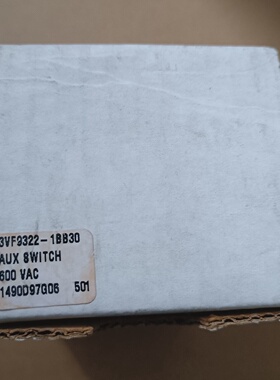 3VF9322-1BB30
AUX SWITCH
600 VAC
1490D97G06 501